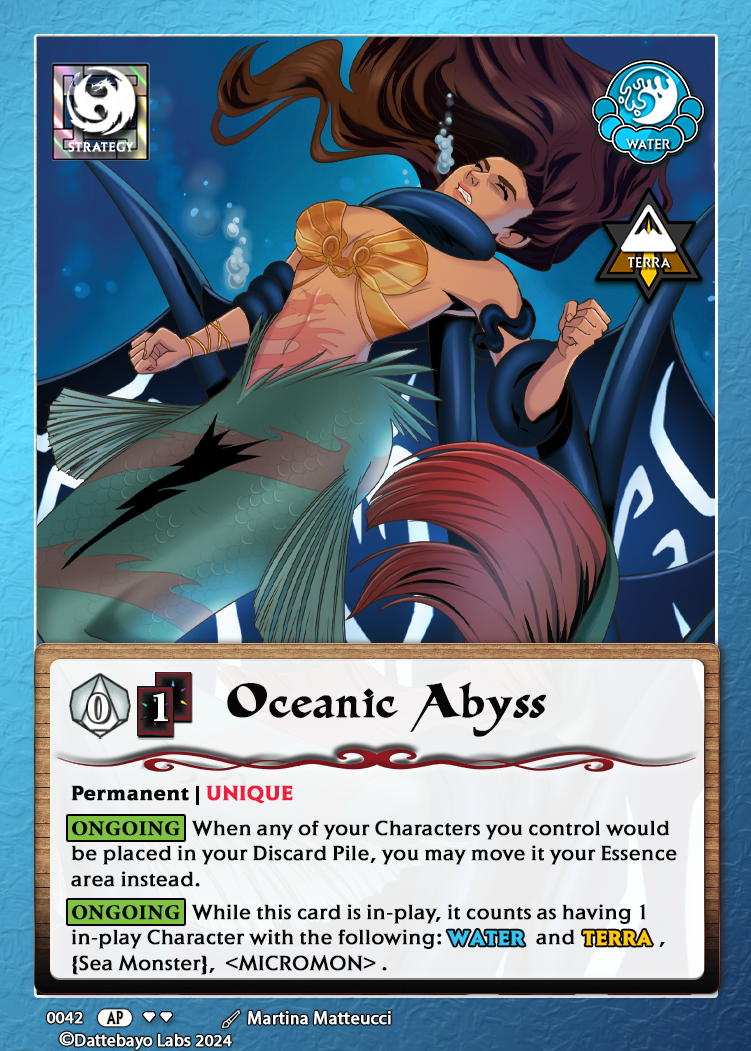 STRATEGY
WATER
TERRA
0 1 Oceanic Abyss
Permanent | UNIQUE
ONGOING When any of your Characters you control would
be placed in your Discard Pile, you may move it your Essence
area instead.
ONGOING While this card is in-play, it counts as having 1
in-play Character with the following: WATER and TERRA ,
{Sea Monster}, <MICROMON> .
0042 AP Martina Matteucci
©Dattebayo Labs 2024